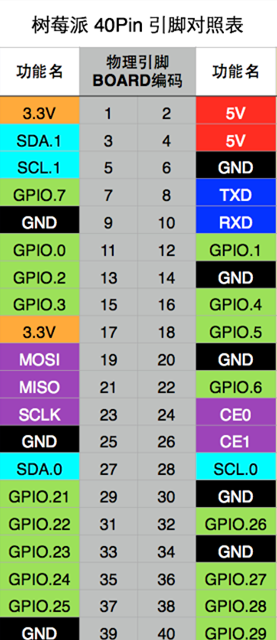 树莓派 40Pin 引脚对照表
功能名 物理引脚 BOARD编码 功能名
3.3V 1 2 5V
SDA.1 3 4 5V
SCL.1 5 6 GND
GPIO.7 7 8 TXD
GND 9 10 RXD
GPIO.0 11 12 GPIO.1
GPIO.2 13 14 GND
GPIO.3 15 16 GPIO.4
3.3V 17 18 GPIO.5
MOSI 19 20 GND
MISO 21 22 GPIO.6
SCLK 23 24 CE0
GND 25 26 CE1
SDA.0 27 28 SCL.0
GPIO.21 29 30 GND
GPIO.22 31 32 GPIO.26
GPIO.23 33 34 GND
GPIO.24 35 36 GPIO.27
GPIO.25 37 38 GPIO.28
GND 39 40 GPIO.29